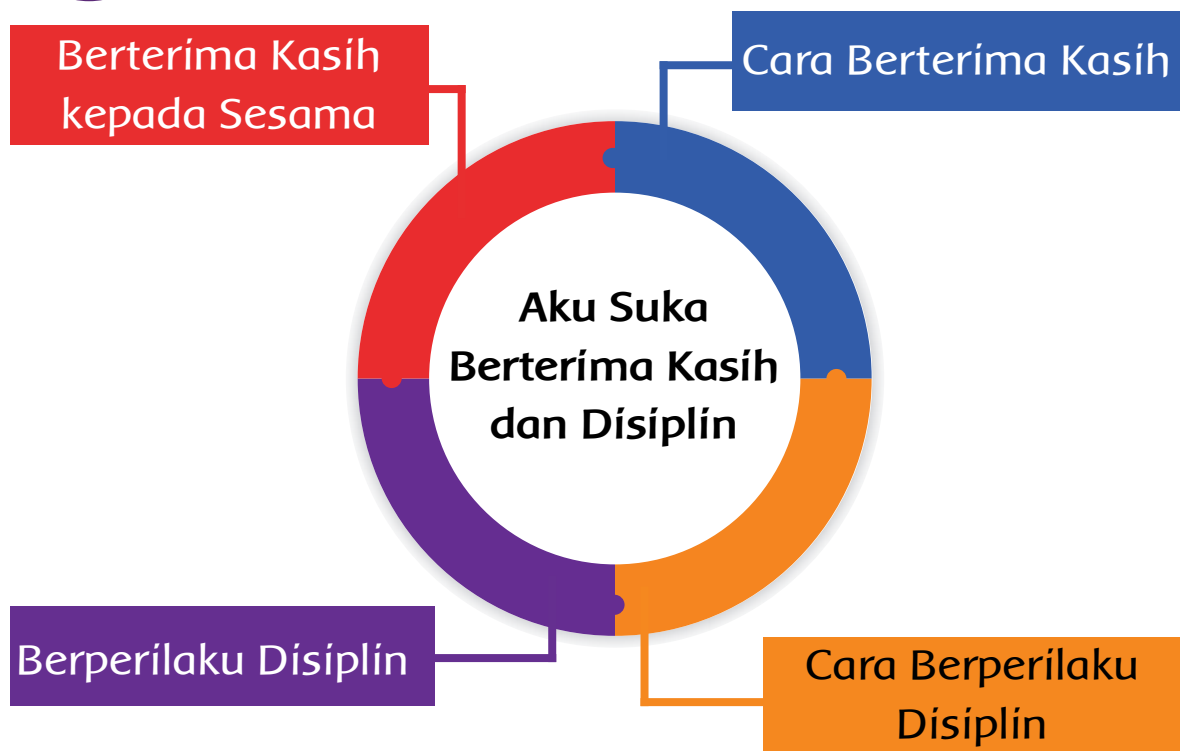 Berterima Kasih
kepada Sesama
Cara Berterima Kasih
Aku Suka
Berterima Kasih
dan Disiplin
Berperilaku Disiplin
Cara Berperilaku
Disiplin